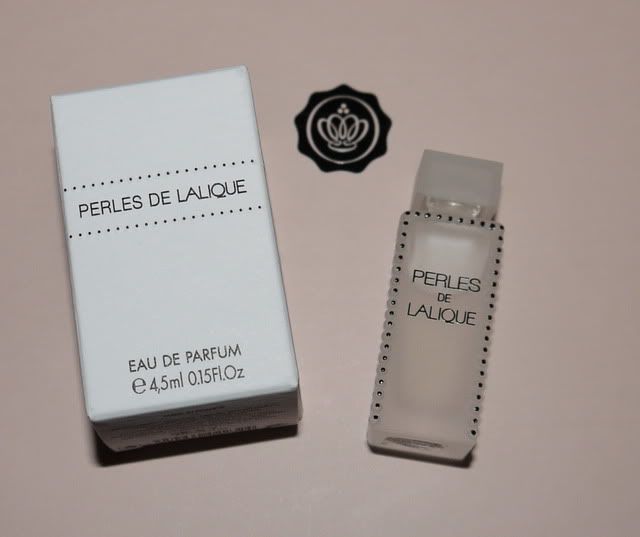 PERLES DE LALIQUE
EAU DE PARFUM
℮ 4,5ml 0.15Fl.Oz
PERLES
DE
LALIQUE